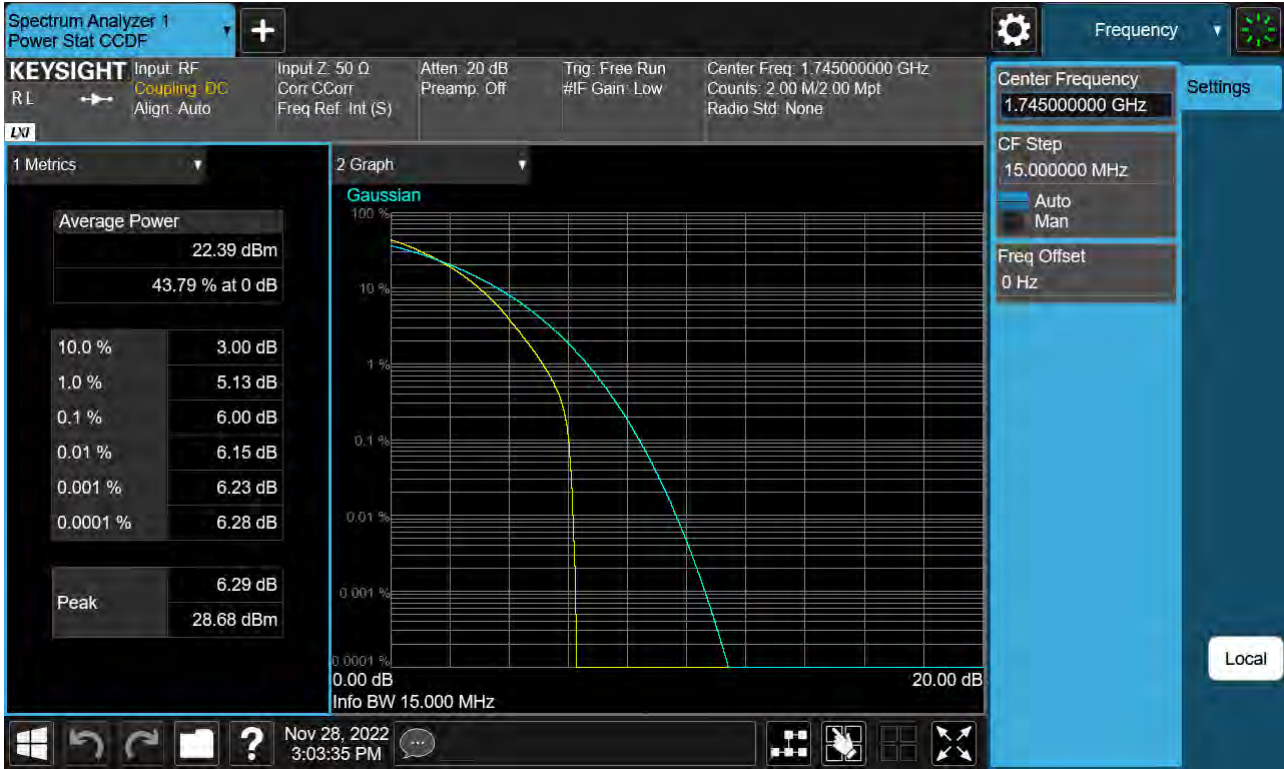 Spectrum Analyzer 1
Power Stat CCDF
Frequency
KEYSIGHT
RL
LXI
Input: RF
Coupling: DC
Align: Auto
Input Z: 50 Ω
Corr CCorr
Freq Ref: Int (S)
Atten: 20 dB
Preamp: Off
Trig: Free Run
#IF Gain: Low
Center Freq: 1.745000000 GHz
Counts: 2.00 M/2.00 Mpt
Radio Std: None
Center Frequency
1.745000000 GHz
CF Step
15.000000 MHz
Auto
Man
Freq Offset
0 Hz
Settings
Local
1 Metrics
Average Power
22.39 dBm
43.79 % at 0 dB
10.0 % 3.00 dB
1.0 % 5.13 dB
0.1 % 6.00 dB
0.01 % 6.15 dB
0.001 % 6.23 dB
0.0001 % 6.28 dB
Peak
6.29 dB
28.68 dBm
2 Graph
Gaussian
100 %
10 %
1 %
0.1 %
0.01 %
0.001 %
0.0001 %
0.00 dB 20.00 dB
Info BW 15.000 MHz
?
Nov 28, 2022
3:03:35 PM